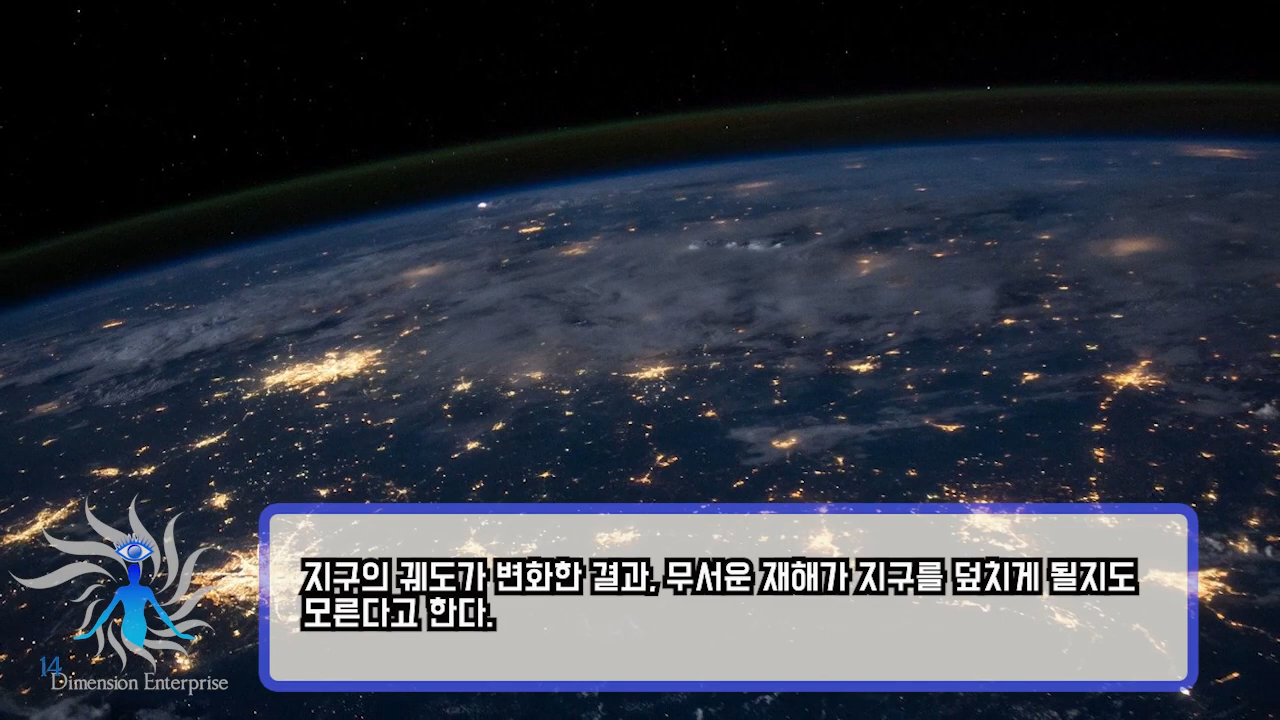 지구의 궤도가 변화한 결과, 무서운 재해가 지구를 덮치게 될지도
모른다고 한다.
14
Dimension Enterprise